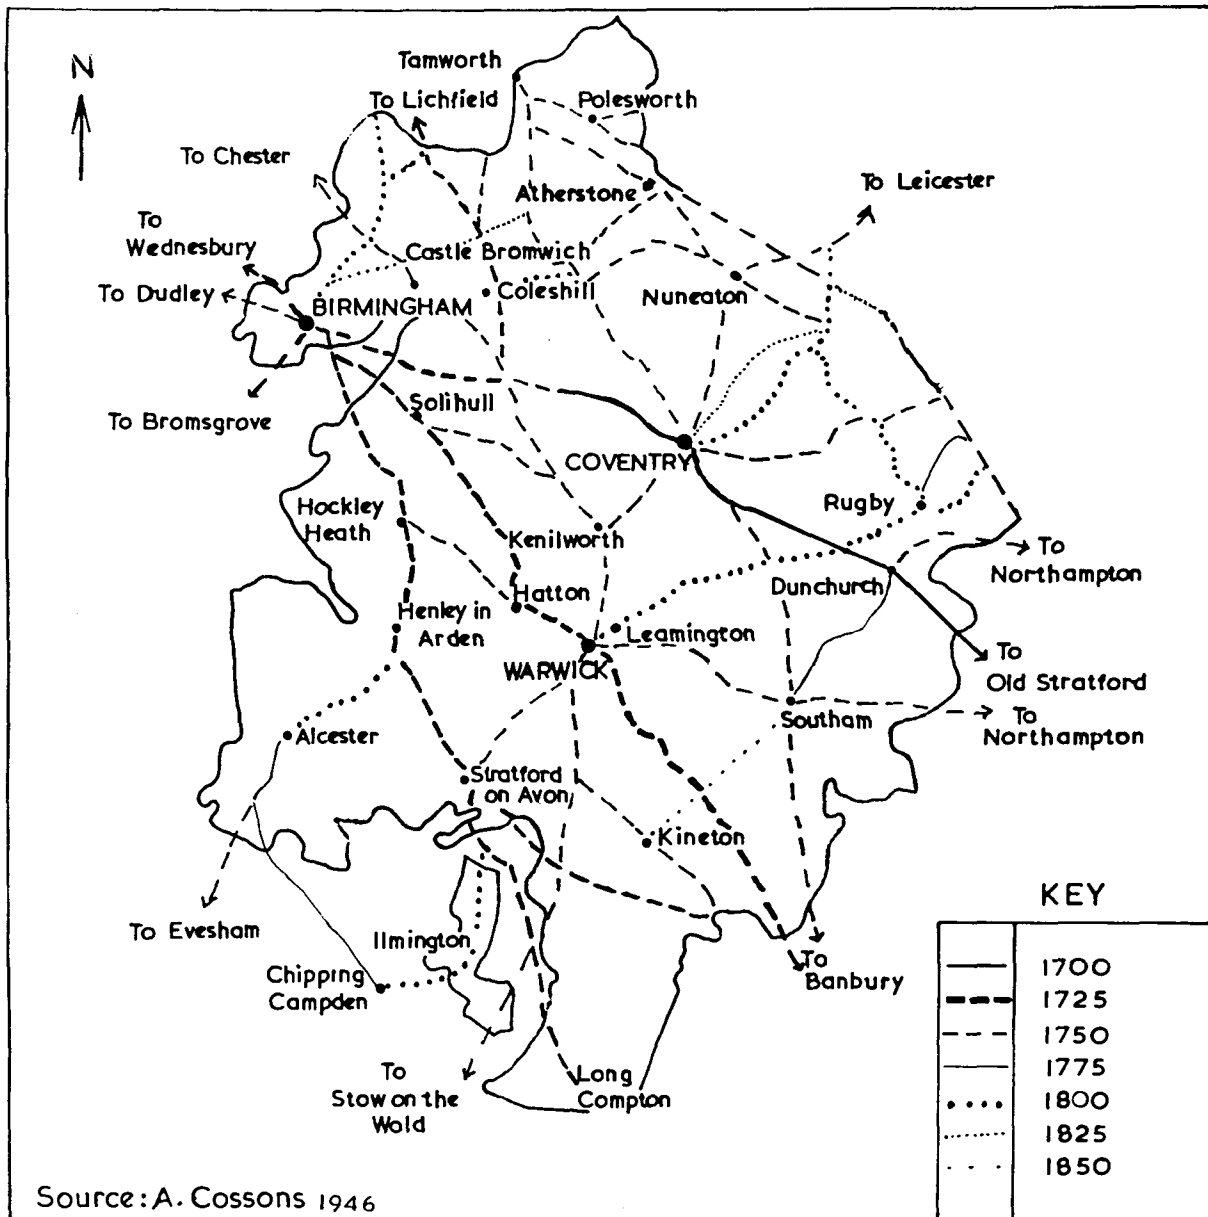 N
Tamworth
To Lichfield
Polesworth
To Chester
Atherstone
To Leicester
To
Wednesbury
Castle Bromwich
To Dudley
Coleshill
Nuneaton
BIRMINGHAM
To Bromsgrove
Solihull
COVENTRY
Rugby
Hockley
Heath
Kenilworth
To
Northampton
Dunchurch
Hatton
Henley in
Arden
Leamington
WARWICK
To
Old Stratford
Southam
To
Northampton
Alcester
Stratford
on Avon
Kineton
KEY
To Evesham
Ilmington
To
Banbury
Chipping
Campden
1700
1725
1750
1775
1800
1825
1850
To
Stow on the
Wold
Long
Compton
Source: A. Cossons 1946